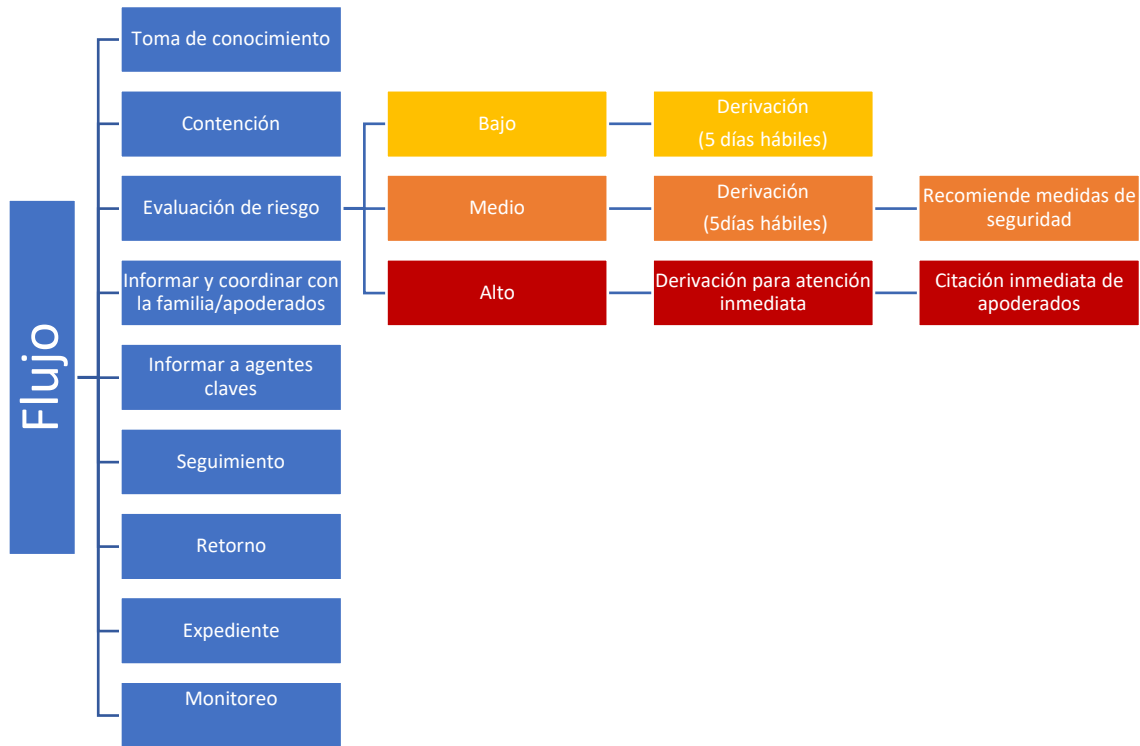 Flujo
Toma de conocimiento
Contención
Evaluación de riesgo
Informar y coordinar con
la familia/apoderados
Informar a agentes
claves
Seguimiento
Retorno
Expediente
Monitoreo
Bajo
Derivación
(5 días hábiles)
Medio
Derivación
(5días hábiles)
Recomiende medidas de
seguridad
Alto
Derivación para atención
inmediata
Citación inmediata de
apoderados